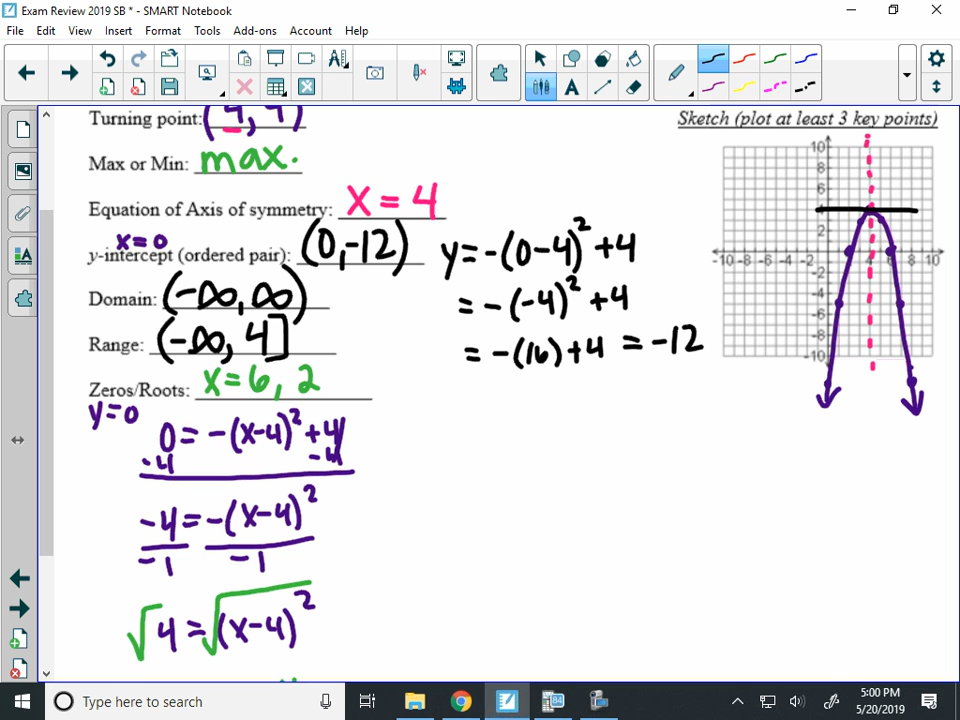 Exam Review 2019 SB * - SMART Notebook
File Edit View Insert Format Tools Add-ons Account Help
Turning point: (4, 4)
Sketch (plot at least 3 key points)
Max or Min: max.
Equation of Axis of symmetry: x = 4
x=0
y-intercept (ordered pair): (0,-12)
y=-(0-4)²+4
Domain: (-∞,∞)
=-(-4)²+4
Range: (-∞, 4]
=-(16)+4 = -12
Zeros/Roots: x=6, 2
y=0
0=-(x-4)²+4
-4 -4
-4=-(x-4)²
-1 -1
√4=√(x-4)²
10
8
6
4
2
-10 -8 -6 -4 -2 2 4 6 8 10
-2
-4
-6
-8
-10
Type here to search
84
5:00 PM
5/20/2019